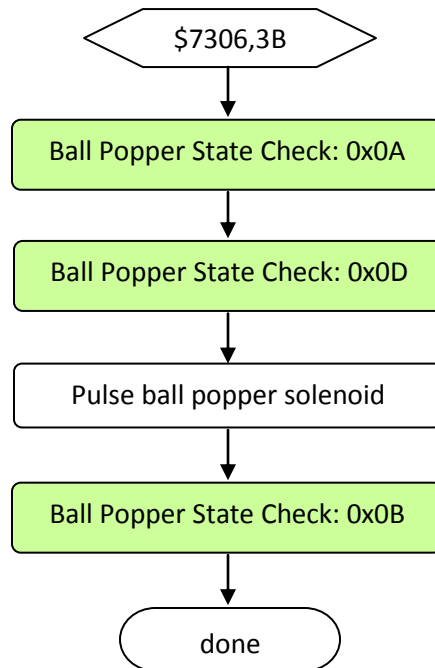 $7306,3B
Ball Popper State Check: 0x0A
Ball Popper State Check: 0x0D
Pulse ball popper solenoid
Ball Popper State Check: 0x0B
done